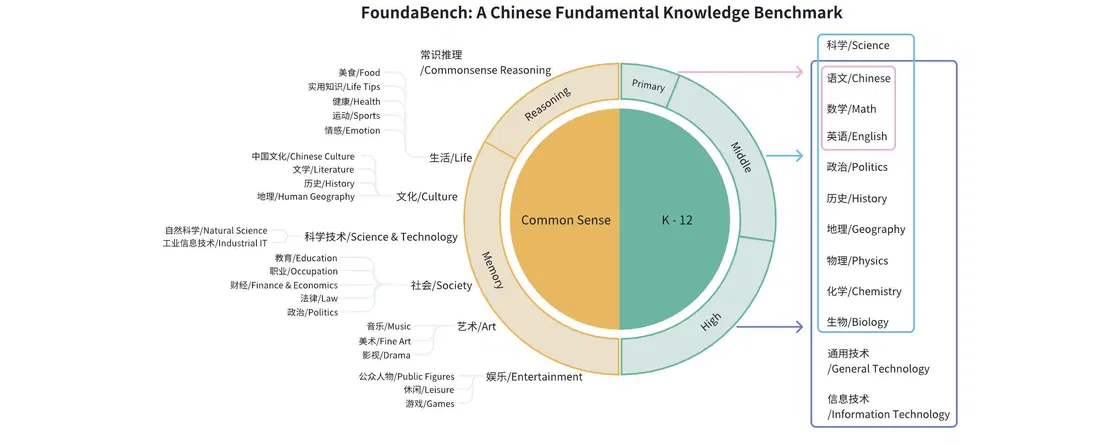 FoundaBench: A Chinese Fundamental Knowledge Benchmark
常识推理
/Commonsense Reasoning
美食/Food
实用知识/Life Tips
健康/Health
运动/Sports
情感/Emotion
生活/Life
中国文化/Chinese Culture
文学/Literature
历史/History
地理/Human Geography
文化/Culture
自然科学/Natural Science
工业信息技术/Industrial IT
科学技术/Science & Technology
教育/Education
职业/Occupation
财经/Finance & Economics
法律/Law
政治/Politics
社会/Society
音乐/Music
美术/Fine Art
影视/Drama
艺术/Art
公众人物/Public Figures
休闲/Leisure
游戏/Games
娱乐/Entertainment
Reasoning
Memory
Common Sense
K - 12
Primary
Middle
High
科学/Science
语文/Chinese
数学/Math
英语/English
政治/Politics
历史/History
地理/Geography
物理/Physics
化学/Chemistry
生物/Biology
通用技术
/General Technology
信息技术
/Information Technology